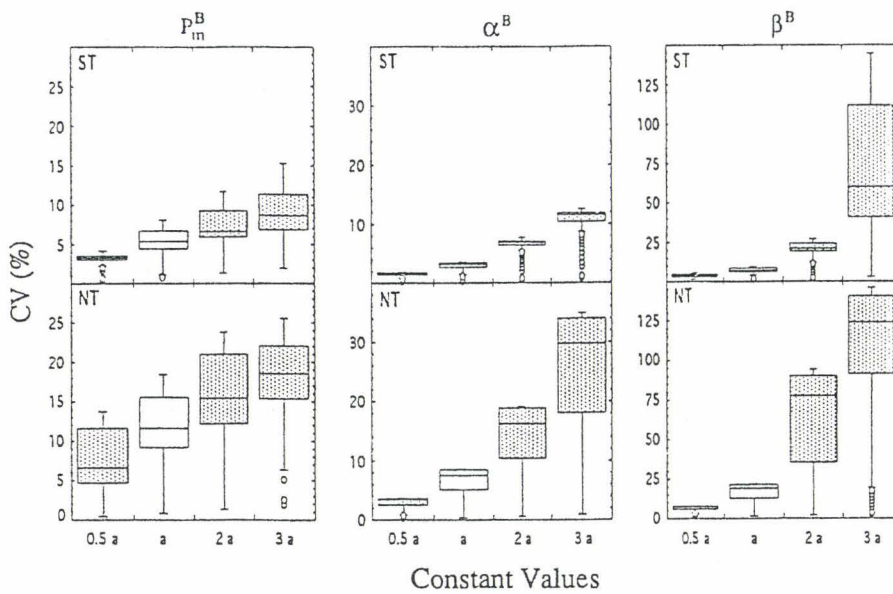 P_m^B α^B β^B
ST ST ST
25 20 15 10 5
40 30 20 10
125 100 75 50 25
CV (%)
NT NT NT
25 20 15 10 5 0
30 20 10 0
125 100 75 50 25 0
0.5 a a 2 a 3 a 0.5 a a 2 a 3 a 0.5 a a 2 a 3 a
Constant Values